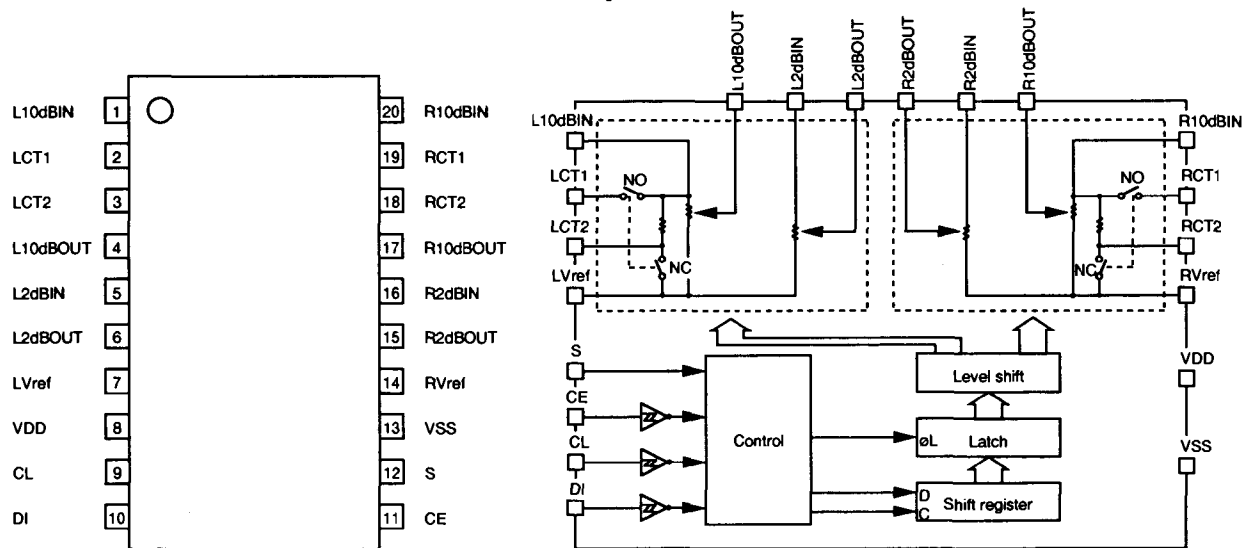 L10dBIN 1 20 R10dBIN
LCT1 2 19 RCT1
LCT2 3 18 RCT2
L10dBOUT 4 17 R10dBOUT
L2dBIN 5 16 R2dBIN
L2dBOUT 6 15 R2dBOUT
LVref 7 14 RVref
VDD 8 13 VSS
CL 9 12 S
DI 10 11 CE
L10dBOUT
L2dBIN
L2dBOUT
R2dBOUT
R2dBIN
R10dBOUT
L10dBIN R10dBIN
LCT1 NO NO RCT1
LCT2 RCT2
LVref NC NC RVref
S VDD
Level shift
CE
CL Control øL Latch VSS
DI D
C Shift register